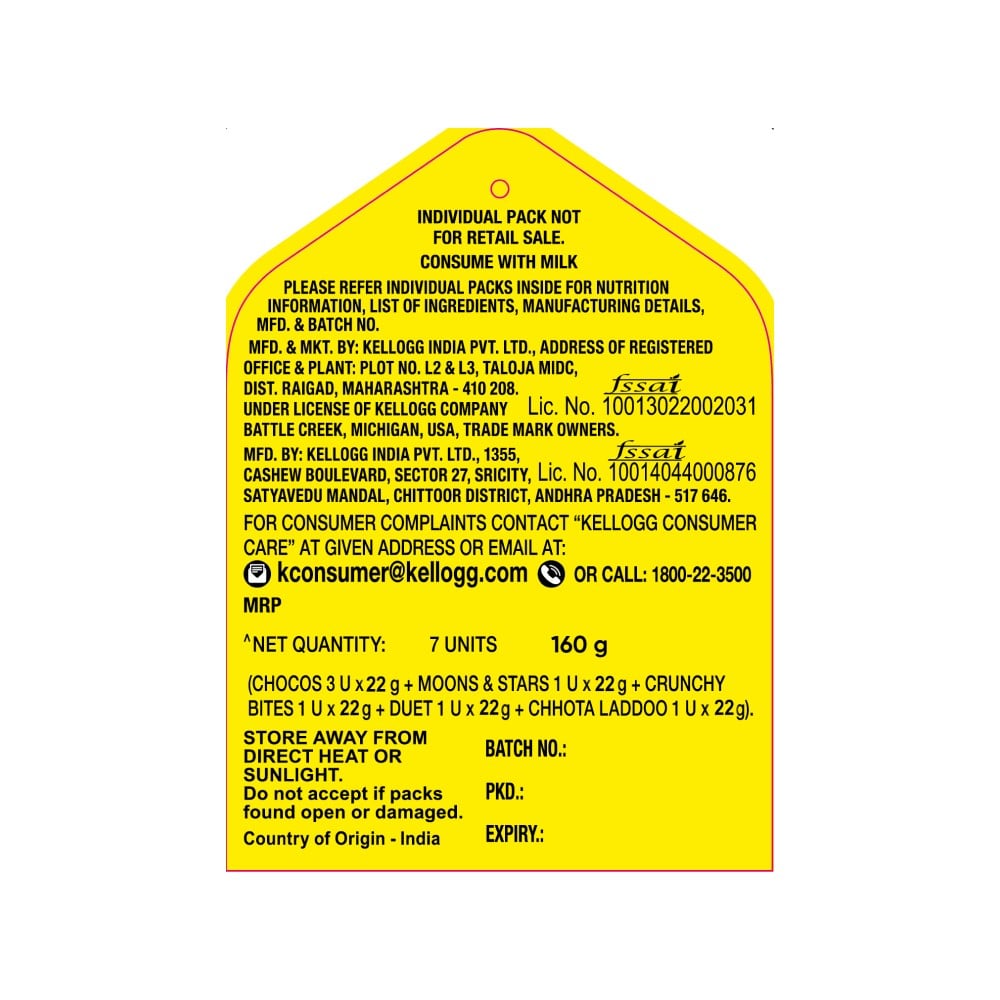 INDIVIDUAL PACK NOT
FOR RETAIL SALE.
CONSUME WITH MILK
PLEASE REFER INDIVIDUAL PACKS INSIDE FOR NUTRITION
INFORMATION, LIST OF INGREDIENTS, MANUFACTURING DETAILS,
MFD. & BATCH NO.
MFD. & MKT. BY: KELLOGG INDIA PVT. LTD., ADDRESS OF REGISTERED
OFFICE & PLANT: PLOT NO. L2 & L3, TALOJA MIDC,
DIST. RAIGAD, MAHARASHTRA - 410 208.
fssai
UNDER LICENSE OF KELLOGG COMPANY Lic. No. 10013022002031
BATTLE CREEK, MICHIGAN, USA, TRADE MARK OWNERS.
MFD. BY: KELLOGG INDIA PVT. LTD., 1355,
fssai
CASHEW BOULEVARD, SECTOR 27, SRICITY, Lic. No. 10014044000876
SATYAVEDU MANDAL, CHITTOOR DISTRICT, ANDHRA PRADESH - 517 646.
FOR CONSUMER COMPLAINTS CONTACT “KELLOGG CONSUMER
CARE” AT GIVEN ADDRESS OR EMAIL AT:
kconsumer@kellogg.com OR CALL: 1800-22-3500
MRP
^NET QUANTITY: 7 UNITS 160 g
(CHOCOS 3 U x 22 g + MOONS & STARS 1 U x 22 g + CRUNCHY
BITES 1 U x 22 g + DUET 1 U x 22 g + CHHOTA LADDOO 1 U x 22 g).
STORE AWAY FROM
DIRECT HEAT OR
SUNLIGHT.
Do not accept if packs
found open or damaged.
Country of Origin - India
BATCH NO.:
PKD.:
EXPIRY.: